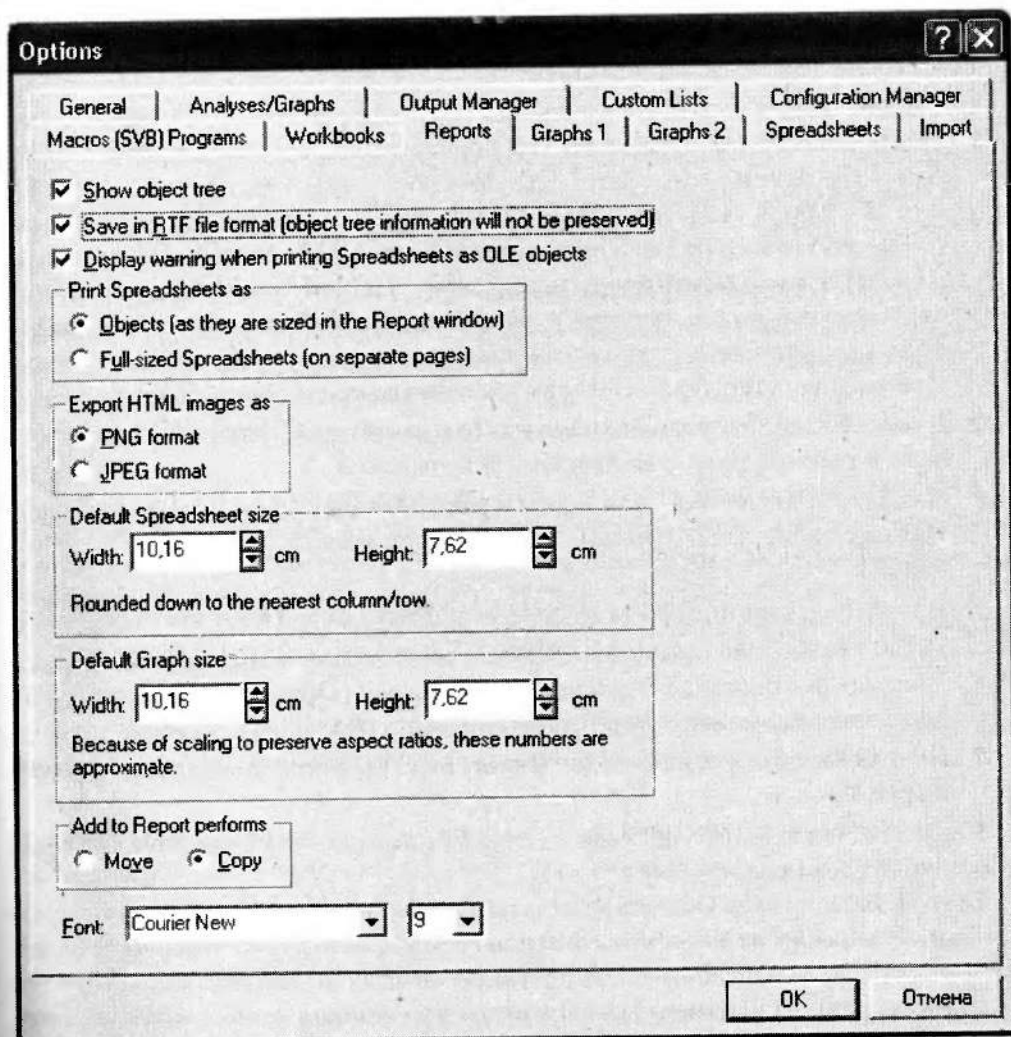 Options
General Analyses/Graphs Output Manager Custom Lists Configuration Manager
Macros (SVB) Programs Workbooks Reports Graphs 1 Graphs 2 Spreadsheets Import
Show object tree
Save in RTF file format (object tree information will not be preserved)
Display warning when printing Spreadsheets as OLE objects
Print Spreadsheets as
Objects (as they are sized in the Report window)
Full-sized Spreadsheets (on separate pages)
Export HTML images as
PNG format
JPEG format
Default Spreadsheet size
Width: 10,16 cm Height: 7,62 cm
Rounded down to the nearest column/row.
Default Graph size
Width: 10,16 cm Height: 7,62 cm
Because of scaling to preserve aspect ratios, these numbers are
approximate.
Add to Report performs
Move Copy
Font: Courier New 9
OK Отмена